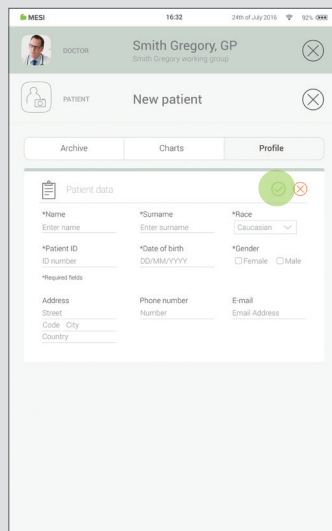 MESI 16:32 24th of July 2016 92%
DOCTOR Smith Gregory, GP
Smith Gregory working group
PATIENT New patient
Archive Charts Profile
Patient data
*Name *Surname *Race
Enter name Enter surname Caucasian
*Patient ID *Date of birth *Gender
ID number DD/MM/YYYY Female Male
*Required fields
Address Phone number E-mail
Street Number Email Address
Code City
Country